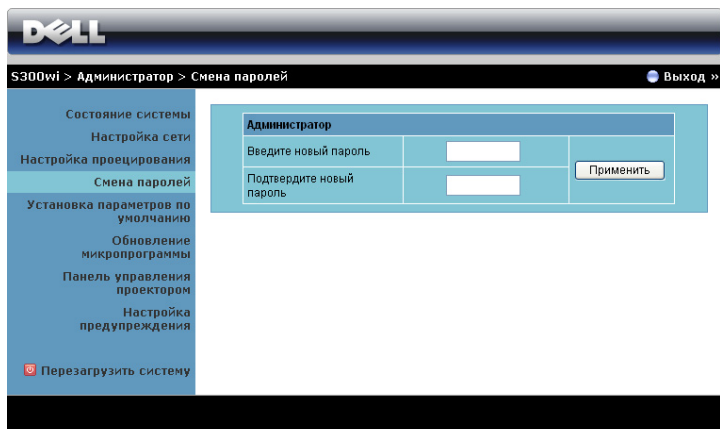 DELL
S300wi > Администратор > Смена паролей
Выход »
Состояние системы
Настройка сети
Настройка проецирования
Смена паролей
Установка параметров по
умолчанию
Обновление
микропрограммы
Панель управления
проектором
Настройка
предупреждения
Перезагрузить систему
Администратор
Введите новый пароль
Подтвердите новый
пароль
Применить